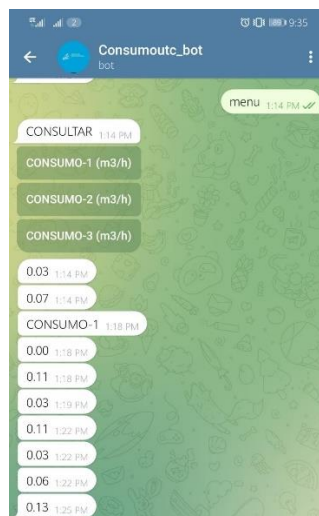 9:35
Consumoutc_bot
bot
menu 1:14 PM
CONSULTAR 1:14 PM
CONSUMO-1 (m3/h)
CONSUMO-2 (m3/h)
CONSUMO-3 (m3/h)
0.03 1:14 PM
0.07 1:14 PM
CONSUMO-1 1:18 PM
0.00 1:18 PM
0.11 1:18 PM
0.03 1:19 PM
0.11 1:22 PM
0.03 1:22 PM
0.06 1:22 PM
0.13 1:25 PM